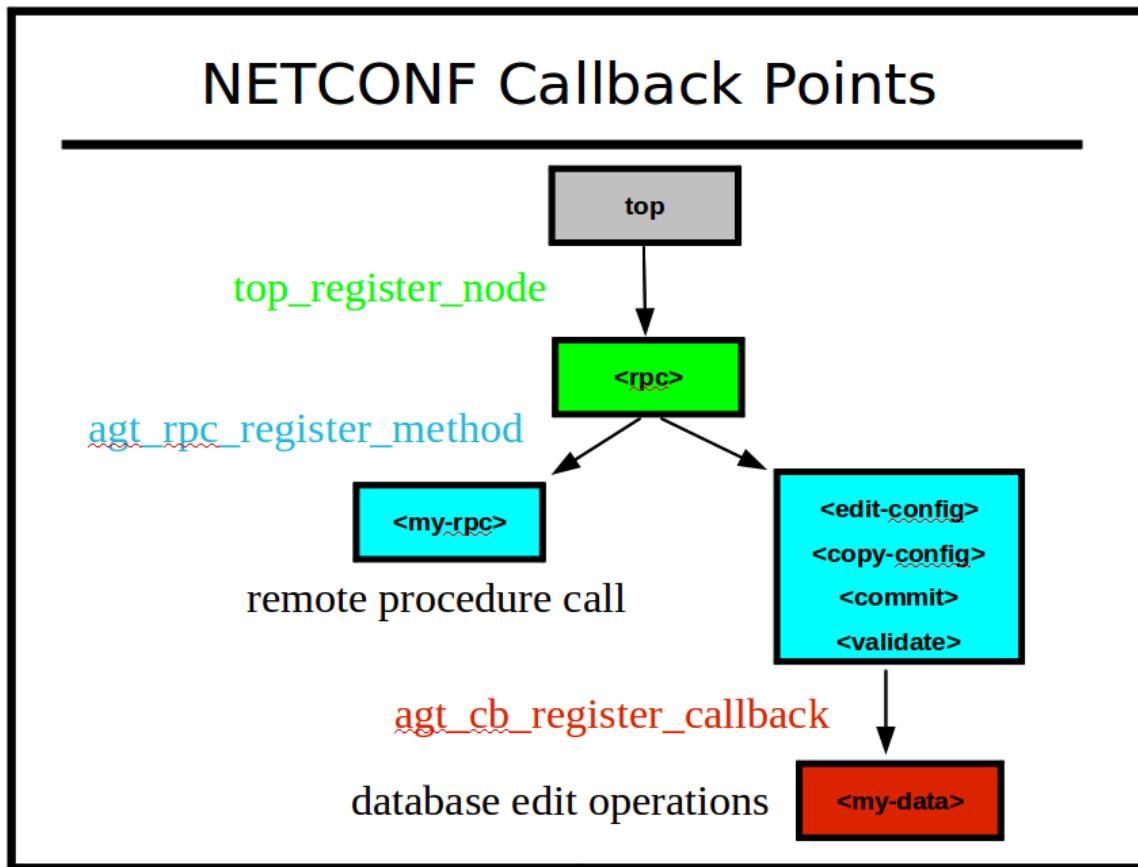 NETCONF Callback Points
top
top_register_node
<rpc>
agt_rpc_register_method
<my-rpc>
<edit-config>
<copy-config>
<commit>
<validate>
remote procedure call
agt_cb_register_callback
database edit operations
<my-data>